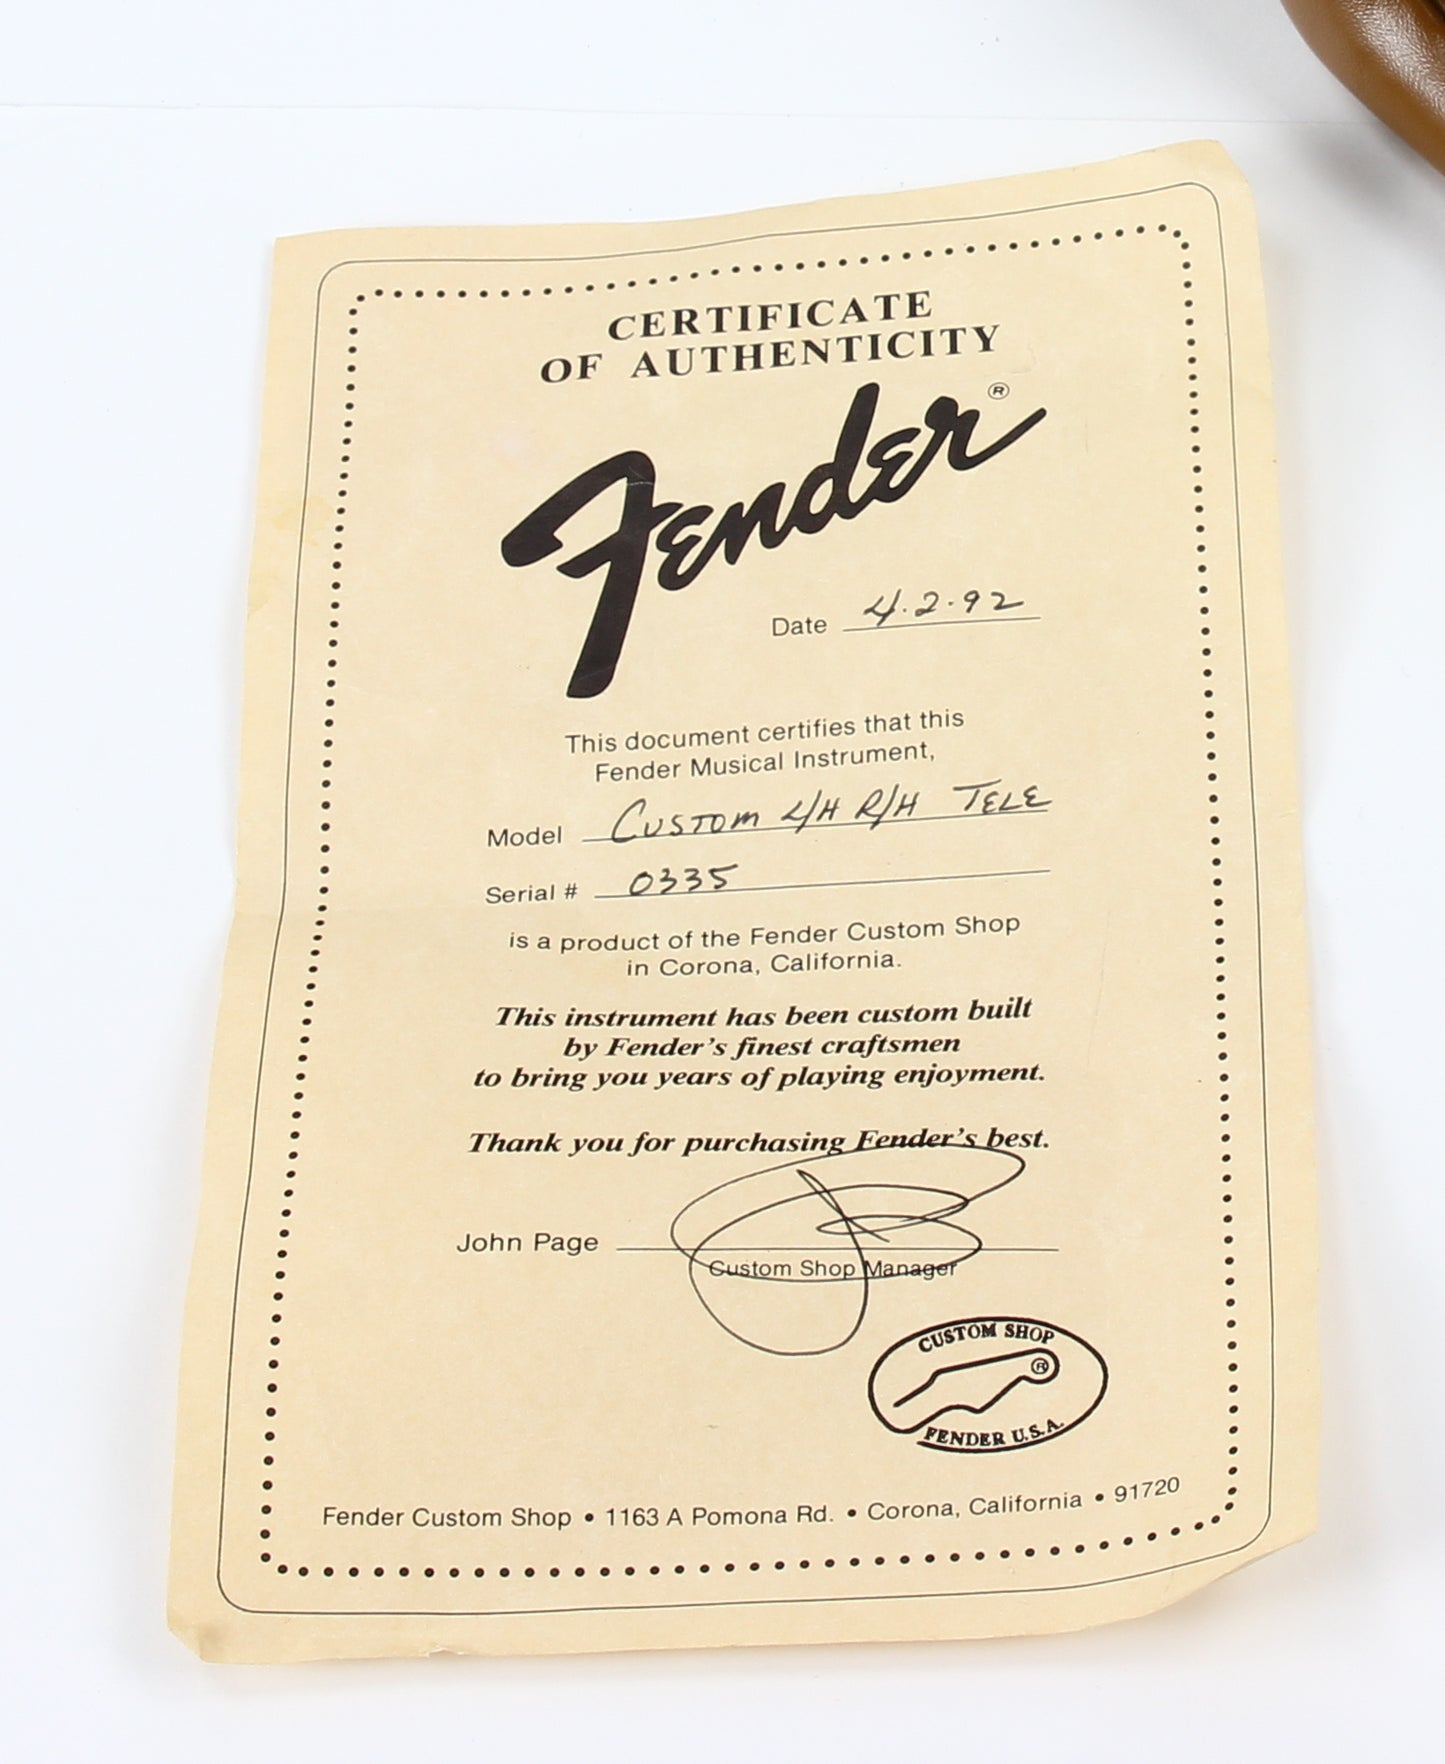 CERTIFICATE
OF AUTHENTICITY
Fender®
Date 4.2.92
This document certifies that this
Fender Musical Instrument,
Model CUSTOM L/H R/H TELE
Serial # 0335
is a product of the Fender Custom Shop
in Corona, California.
This instrument has been custom built
by Fender's finest craftsmen
to bring you years of playing enjoyment.
Thank you for purchasing Fender's best.
John Page
Custom Shop Manager
CUSTOM SHOP
®
FENDER U.S.A.
Fender Custom Shop • 1163 A Pomona Rd. • Corona, California • 91720